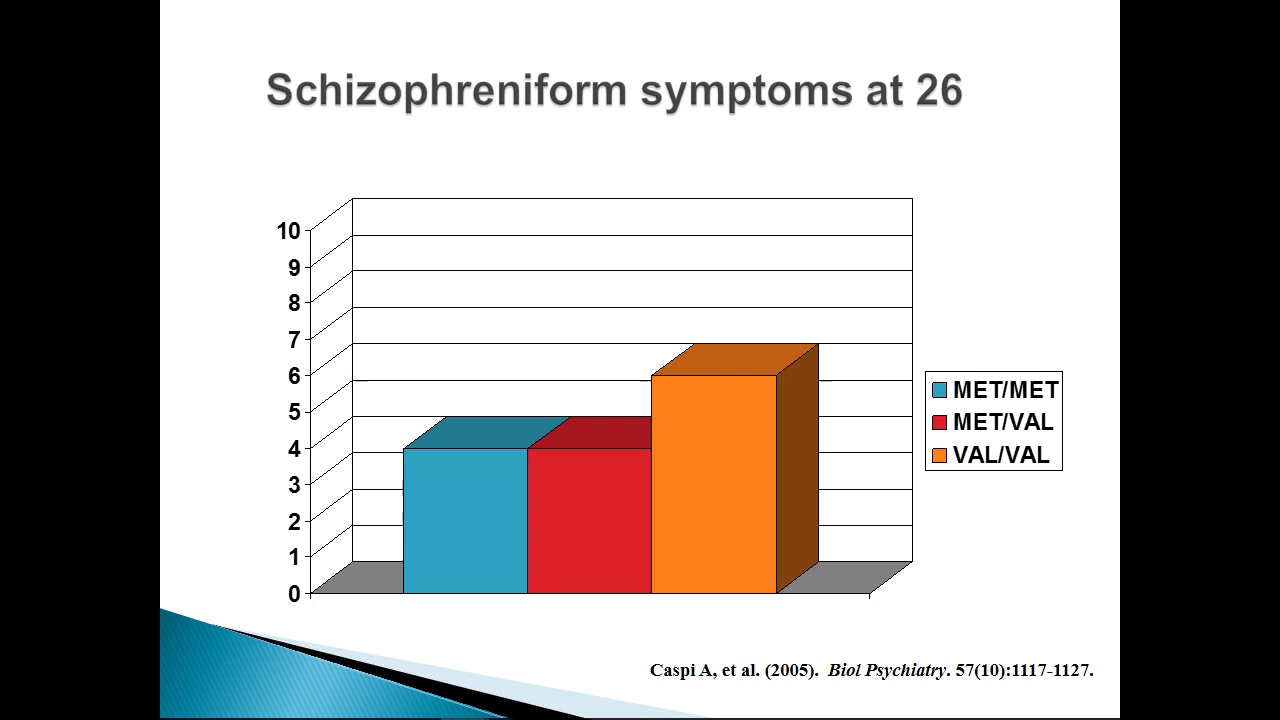 Schizophreniform symptoms at 26
10
9
8
7
6
5
4
3
2
1
0
MET/MET
MET/VAL
VAL/VAL
Caspi A, et al. (2005). Biol Psychiatry. 57(10):1117-1127.